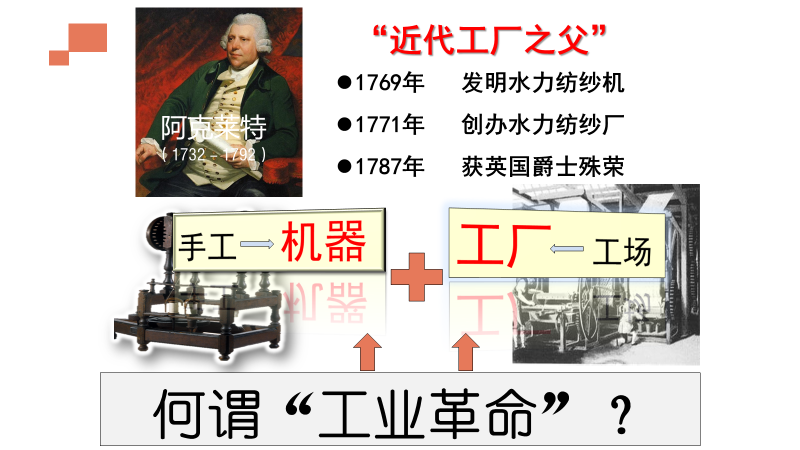 “近代工厂之父”
●1769年 发明水力纺纱机
●1771年 创办水力纺纱厂
●1787年 获英国爵士殊荣
阿克莱特
（1732－1792）
手工 机器
工厂 工场
何谓“工业革命”？